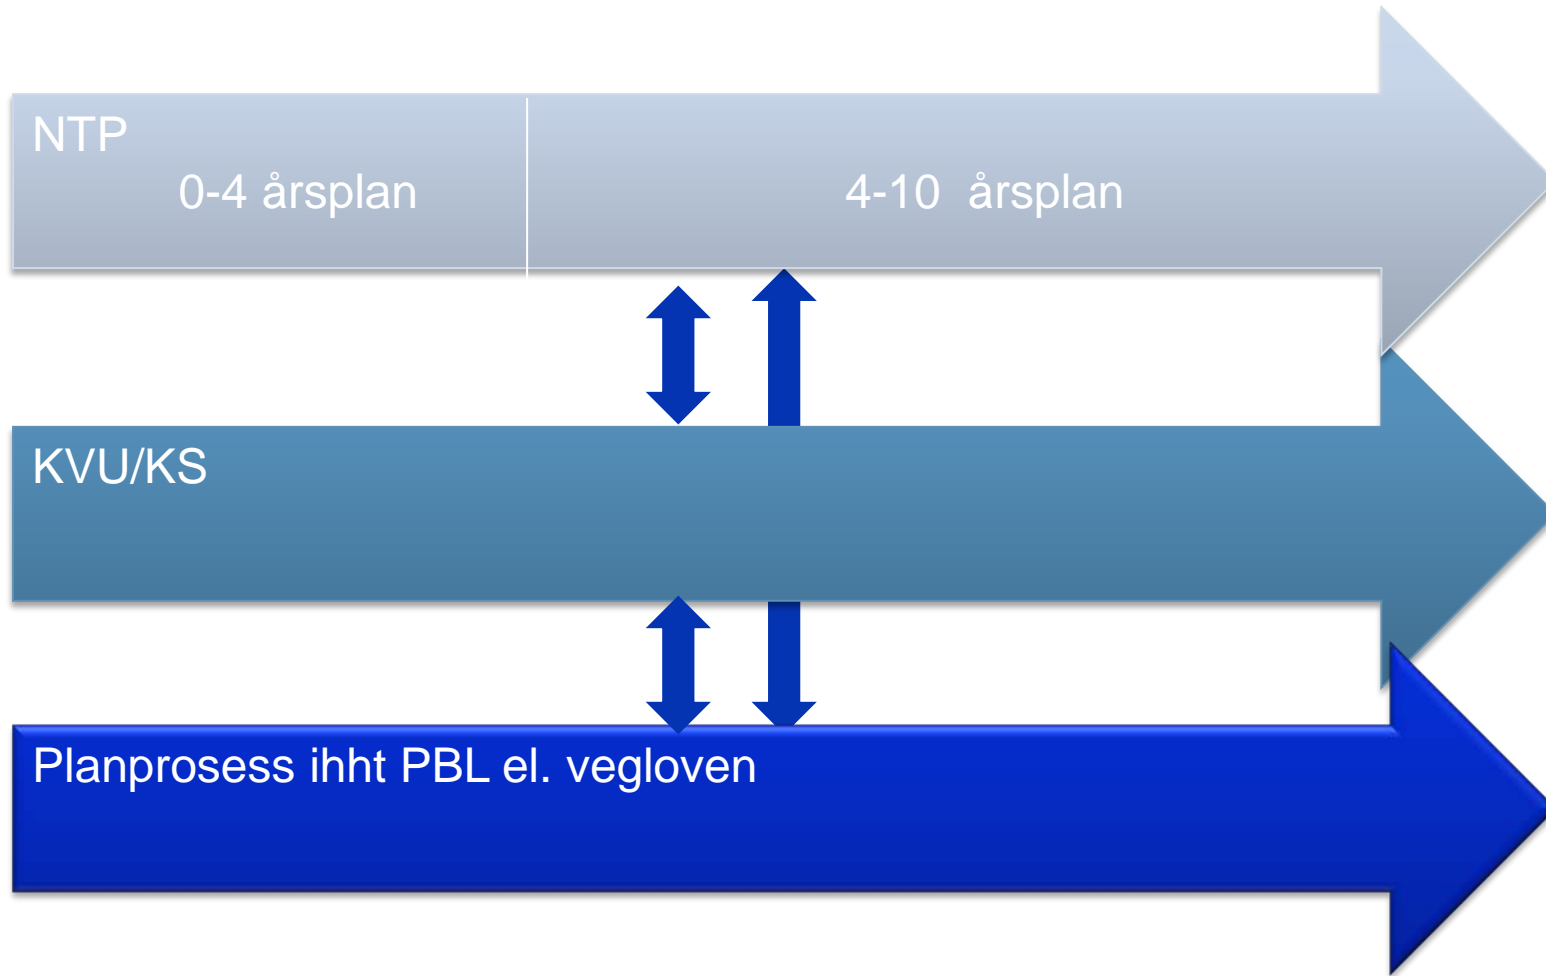 NTP
0-4 årsplan
4-10 årsplan
KVU/KS
Planprosess ihht PBL el. vegloven